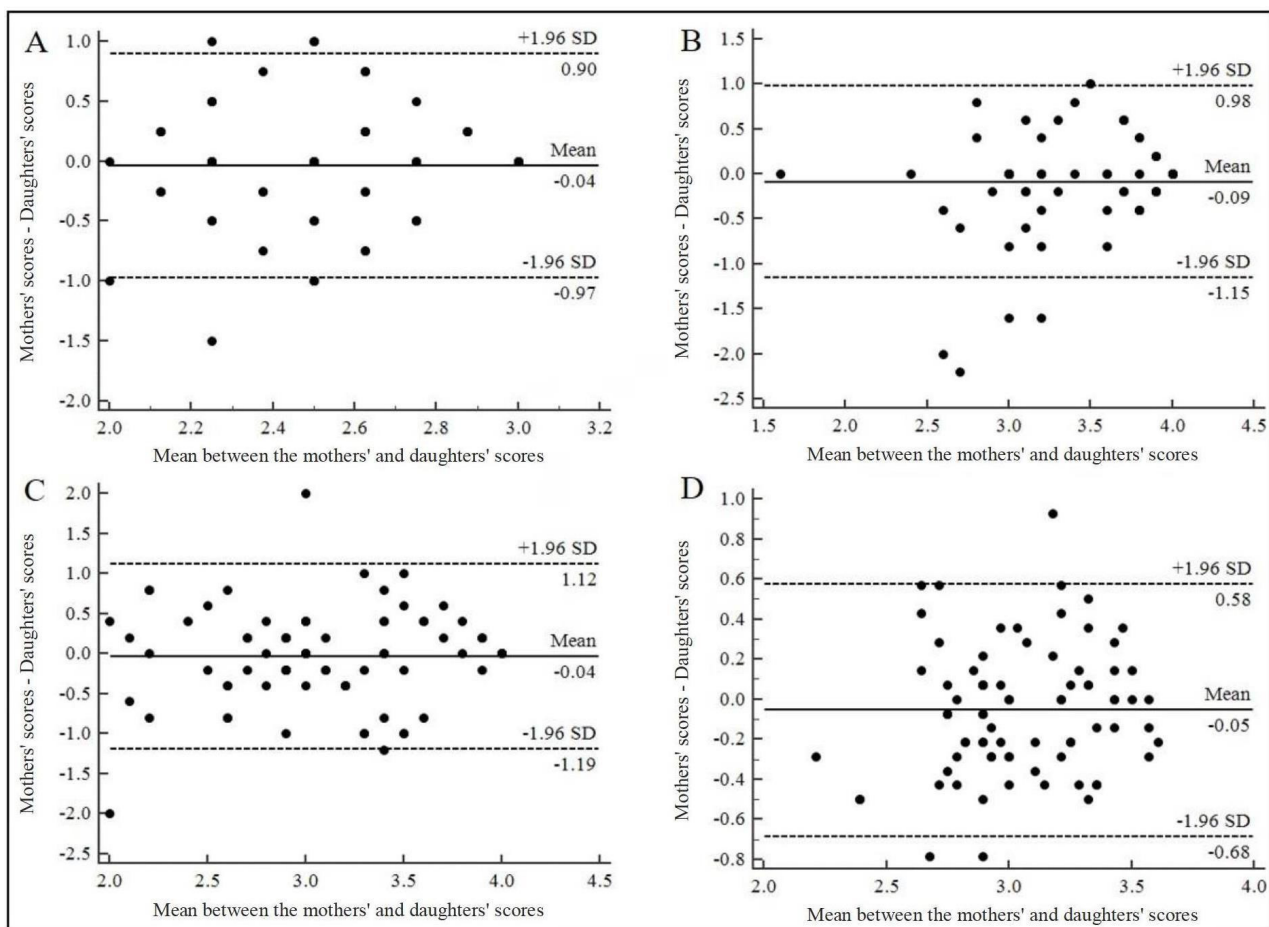 A
Mothers' scores - Daughters' scores
1.0
0.5
0.0
-0.5
-1.0
-1.5
-2.0
+1.96 SD
0.90
Mean
-0.04
-1.96 SD
-0.97
2.0 2.2 2.4 2.6 2.8 3.0 3.2
Mean between the mothers' and daughters' scores
B
Mothers' scores - Daughters' scores
1.5
1.0
0.5
0.0
-0.5
-1.0
-1.5
-2.0
-2.5
+1.96 SD
0.98
Mean
-0.09
-1.96 SD
-1.15
1.5 2.0 2.5 3.0 3.5 4.0 4.5
Mean between the mothers' and daughters' scores
C
Mothers' scores - Daughters' scores
2.0
1.5
1.0
0.5
0.0
-0.5
-1.0
-1.5
-2.0
-2.5
+1.96 SD
1.12
Mean
-0.04
-1.96 SD
-1.19
2.0 2.5 3.0 3.5 4.0 4.5
Mean between the mothers' and daughters' scores
D
Mothers' scores - Daughters' scores
1.0
0.8
0.6
0.4
0.2
0.0
-0.2
-0.4
-0.6
-0.8
+1.96 SD
0.58
Mean
-0.05
-1.96 SD
-0.68
2.0 2.5 3.0 3.5 4.0
Mean between the mothers' and daughters' scores